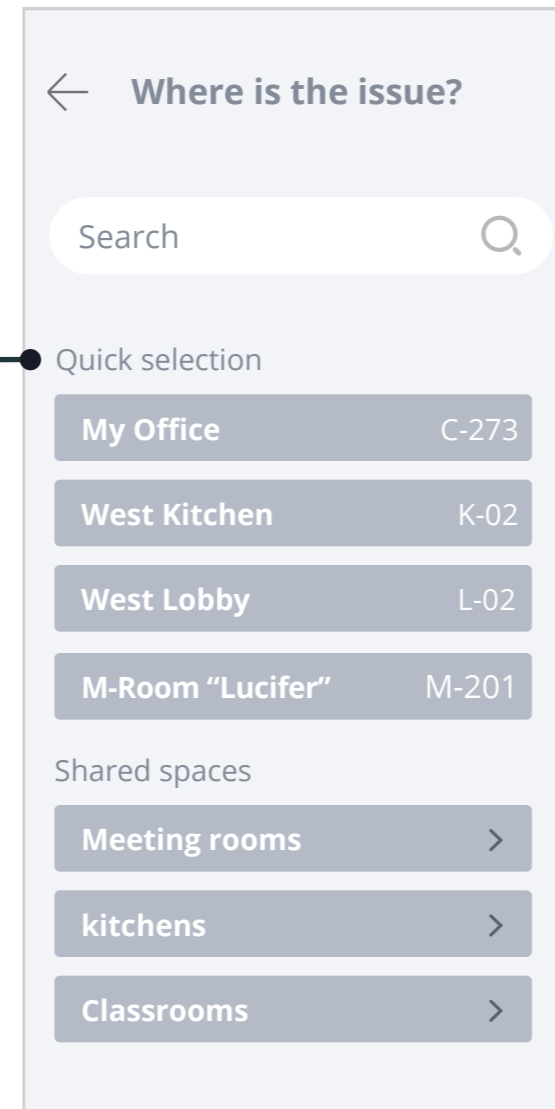 Where is the issue?
Search
Quick selection
My Office C-273
West Kitchen K-02
West Lobby L-02
M-Room “Lucifer” M-201
Shared spaces
Meeting rooms
kitchens
Classrooms